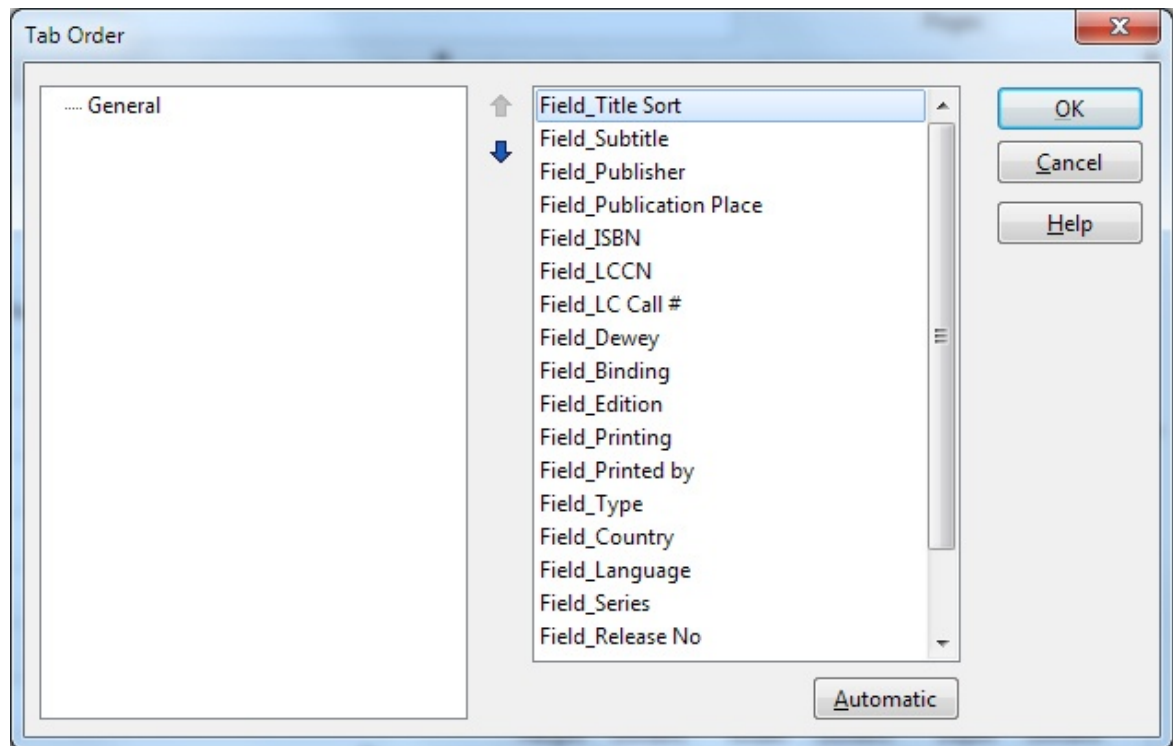 Tab Order
General
Field_Title Sort
Field_Subtitle
Field_Publisher
Field_Publication Place
Field_ISBN
Field_LCCN
Field_LC Call #
Field_Dewey
Field_Binding
Field_Edition
Field_Printing
Field_Printed by
Field_Type
Field_Country
Field_Language
Field_Series
Field_Release No
Automatic
OK
Cancel
Help